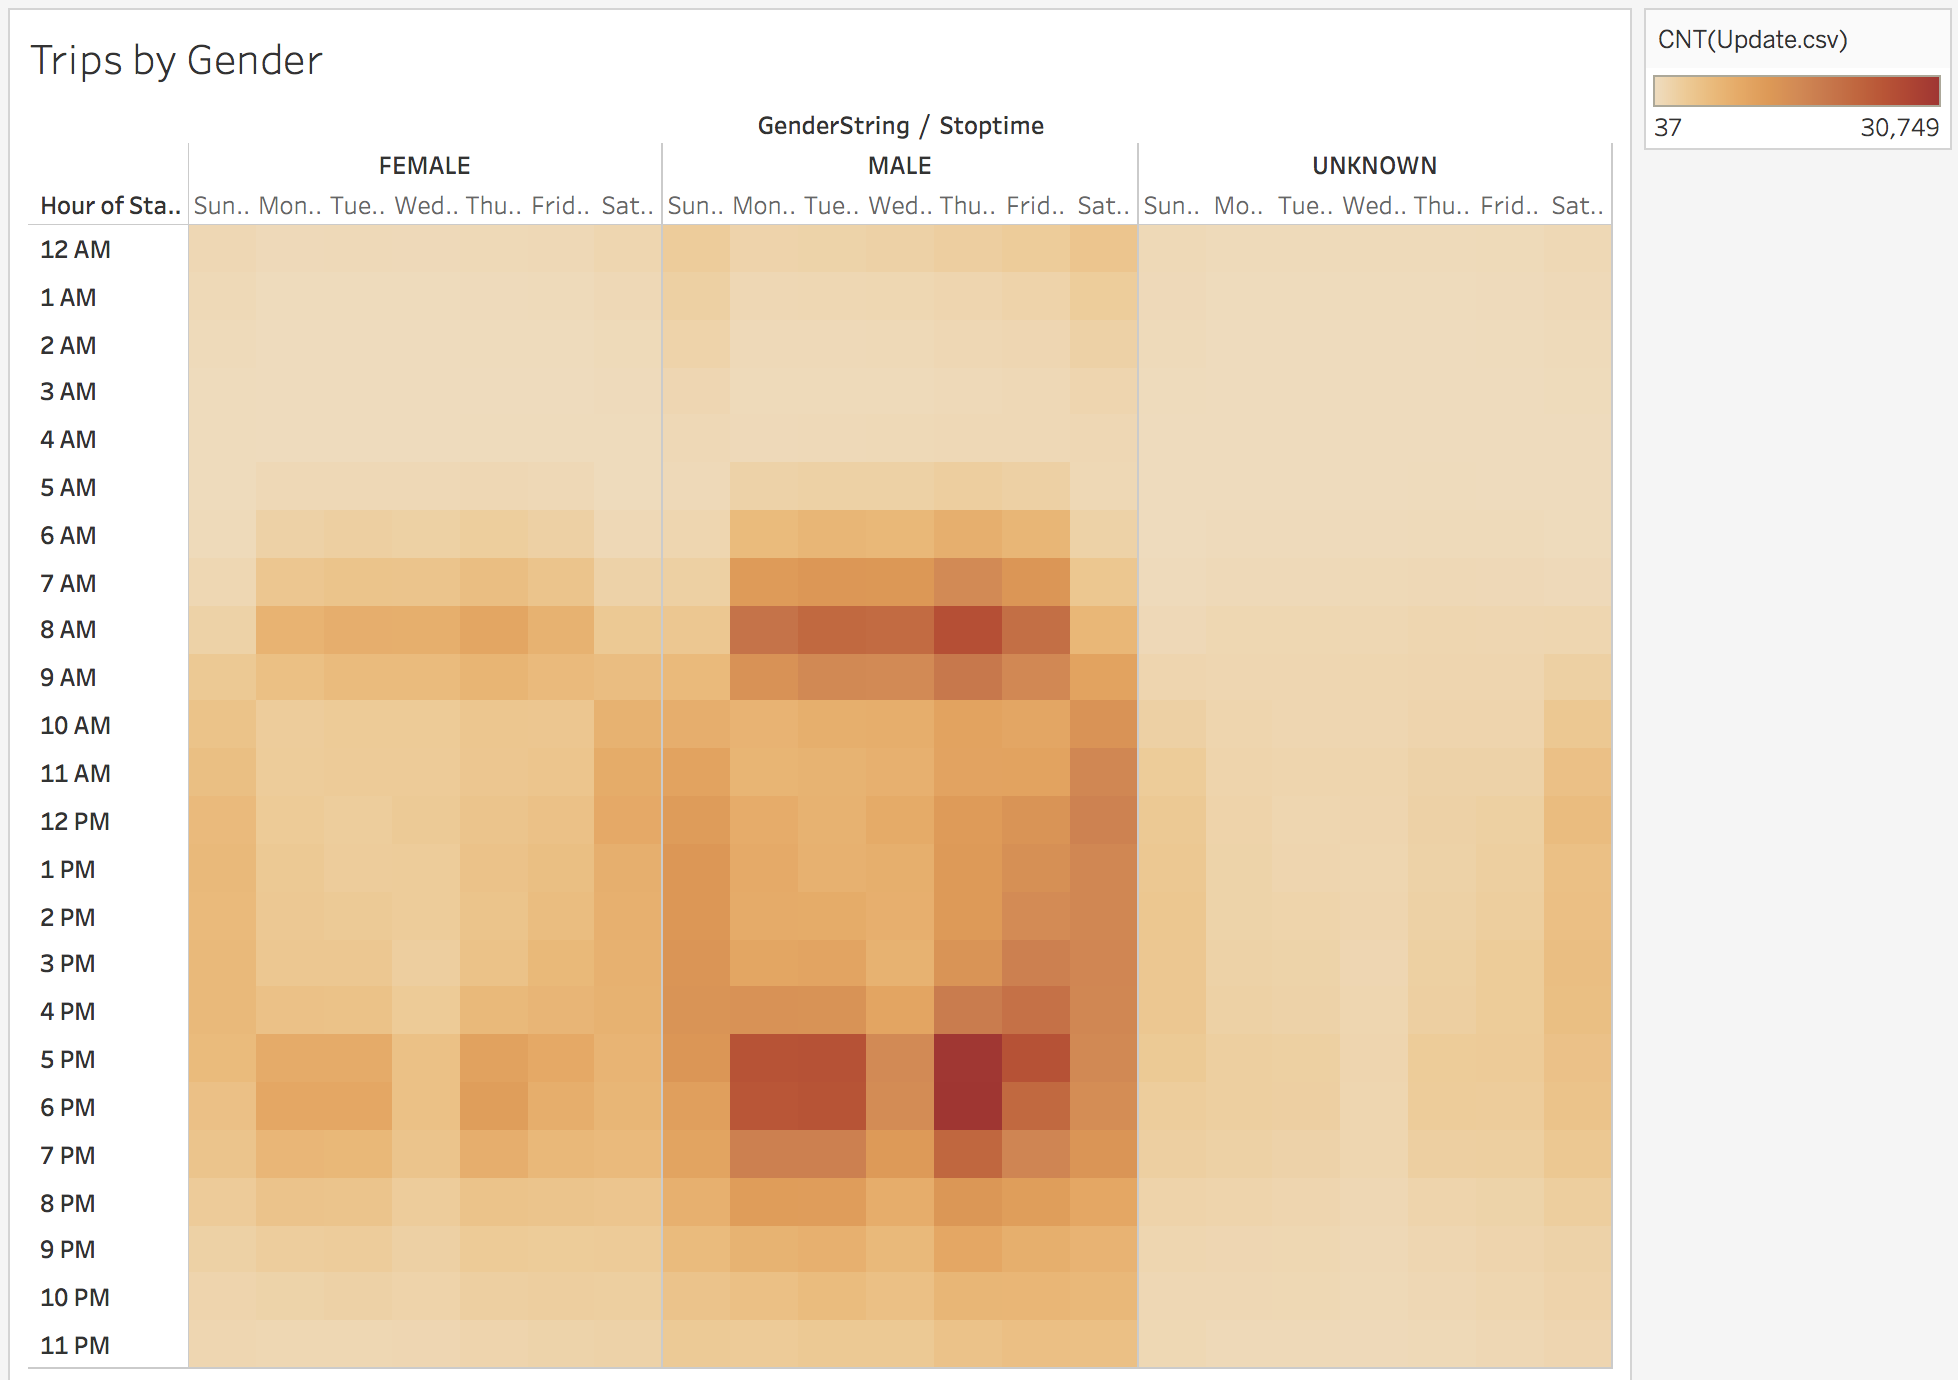 Trips by Gender
CNT(Update.csv)
37 30,749
GenderString / Stoptime
FEMALE MALE UNKNOWN
Hour of Sta.. Sun.. Mon.. Tue.. Wed.. Thu.. Frid.. Sat.. Sun.. Mon.. Tue.. Wed.. Thu.. Frid.. Sat.. Sun.. Mo.. Tue.. Wed.. Thu.. Frid.. Sat..
12 AM
1 AM
2 AM
3 AM
4 AM
5 AM
6 AM
7 AM
8 AM
9 AM
10 AM
11 AM
12 PM
1 PM
2 PM
3 PM
4 PM
5 PM
6 PM
7 PM
8 PM
9 PM
10 PM
11 PM